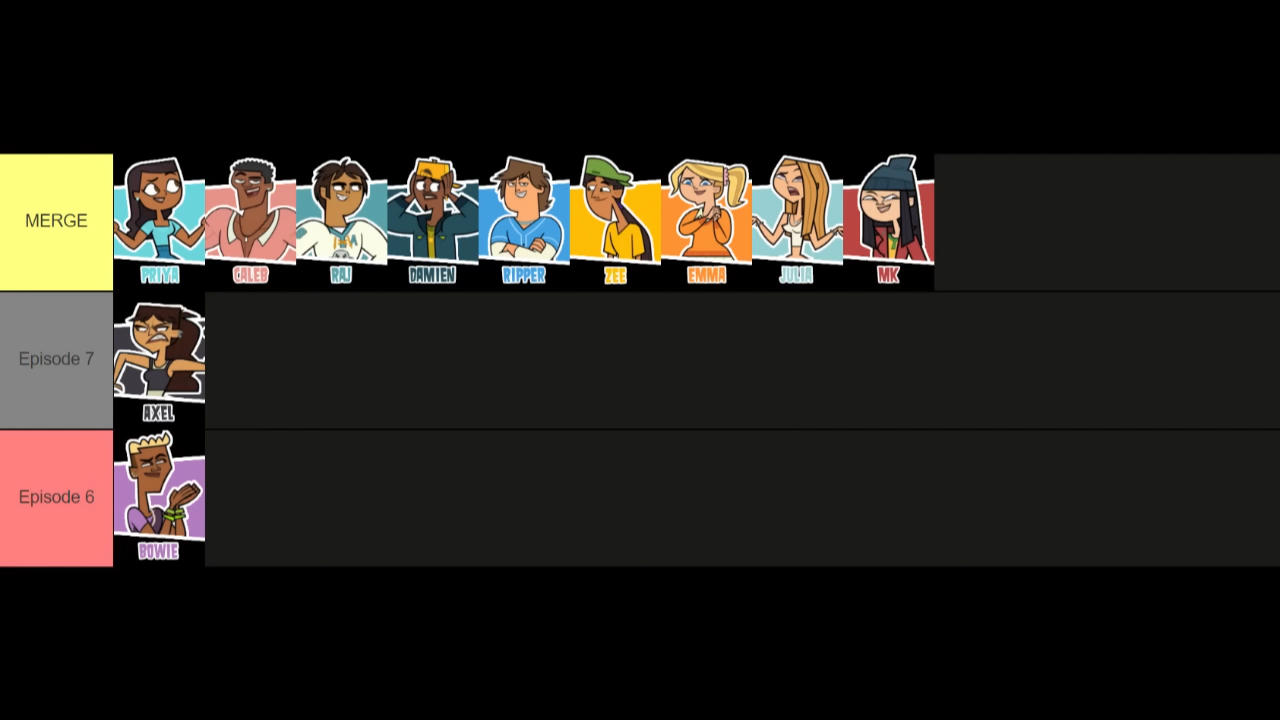 MERGE
PRIYA
CALEB
RAJ
DAMIEN
RIPPER
ZEE
EMMA
JULIA
MK
Episode 7
AXEL
Episode 6
BOWIE